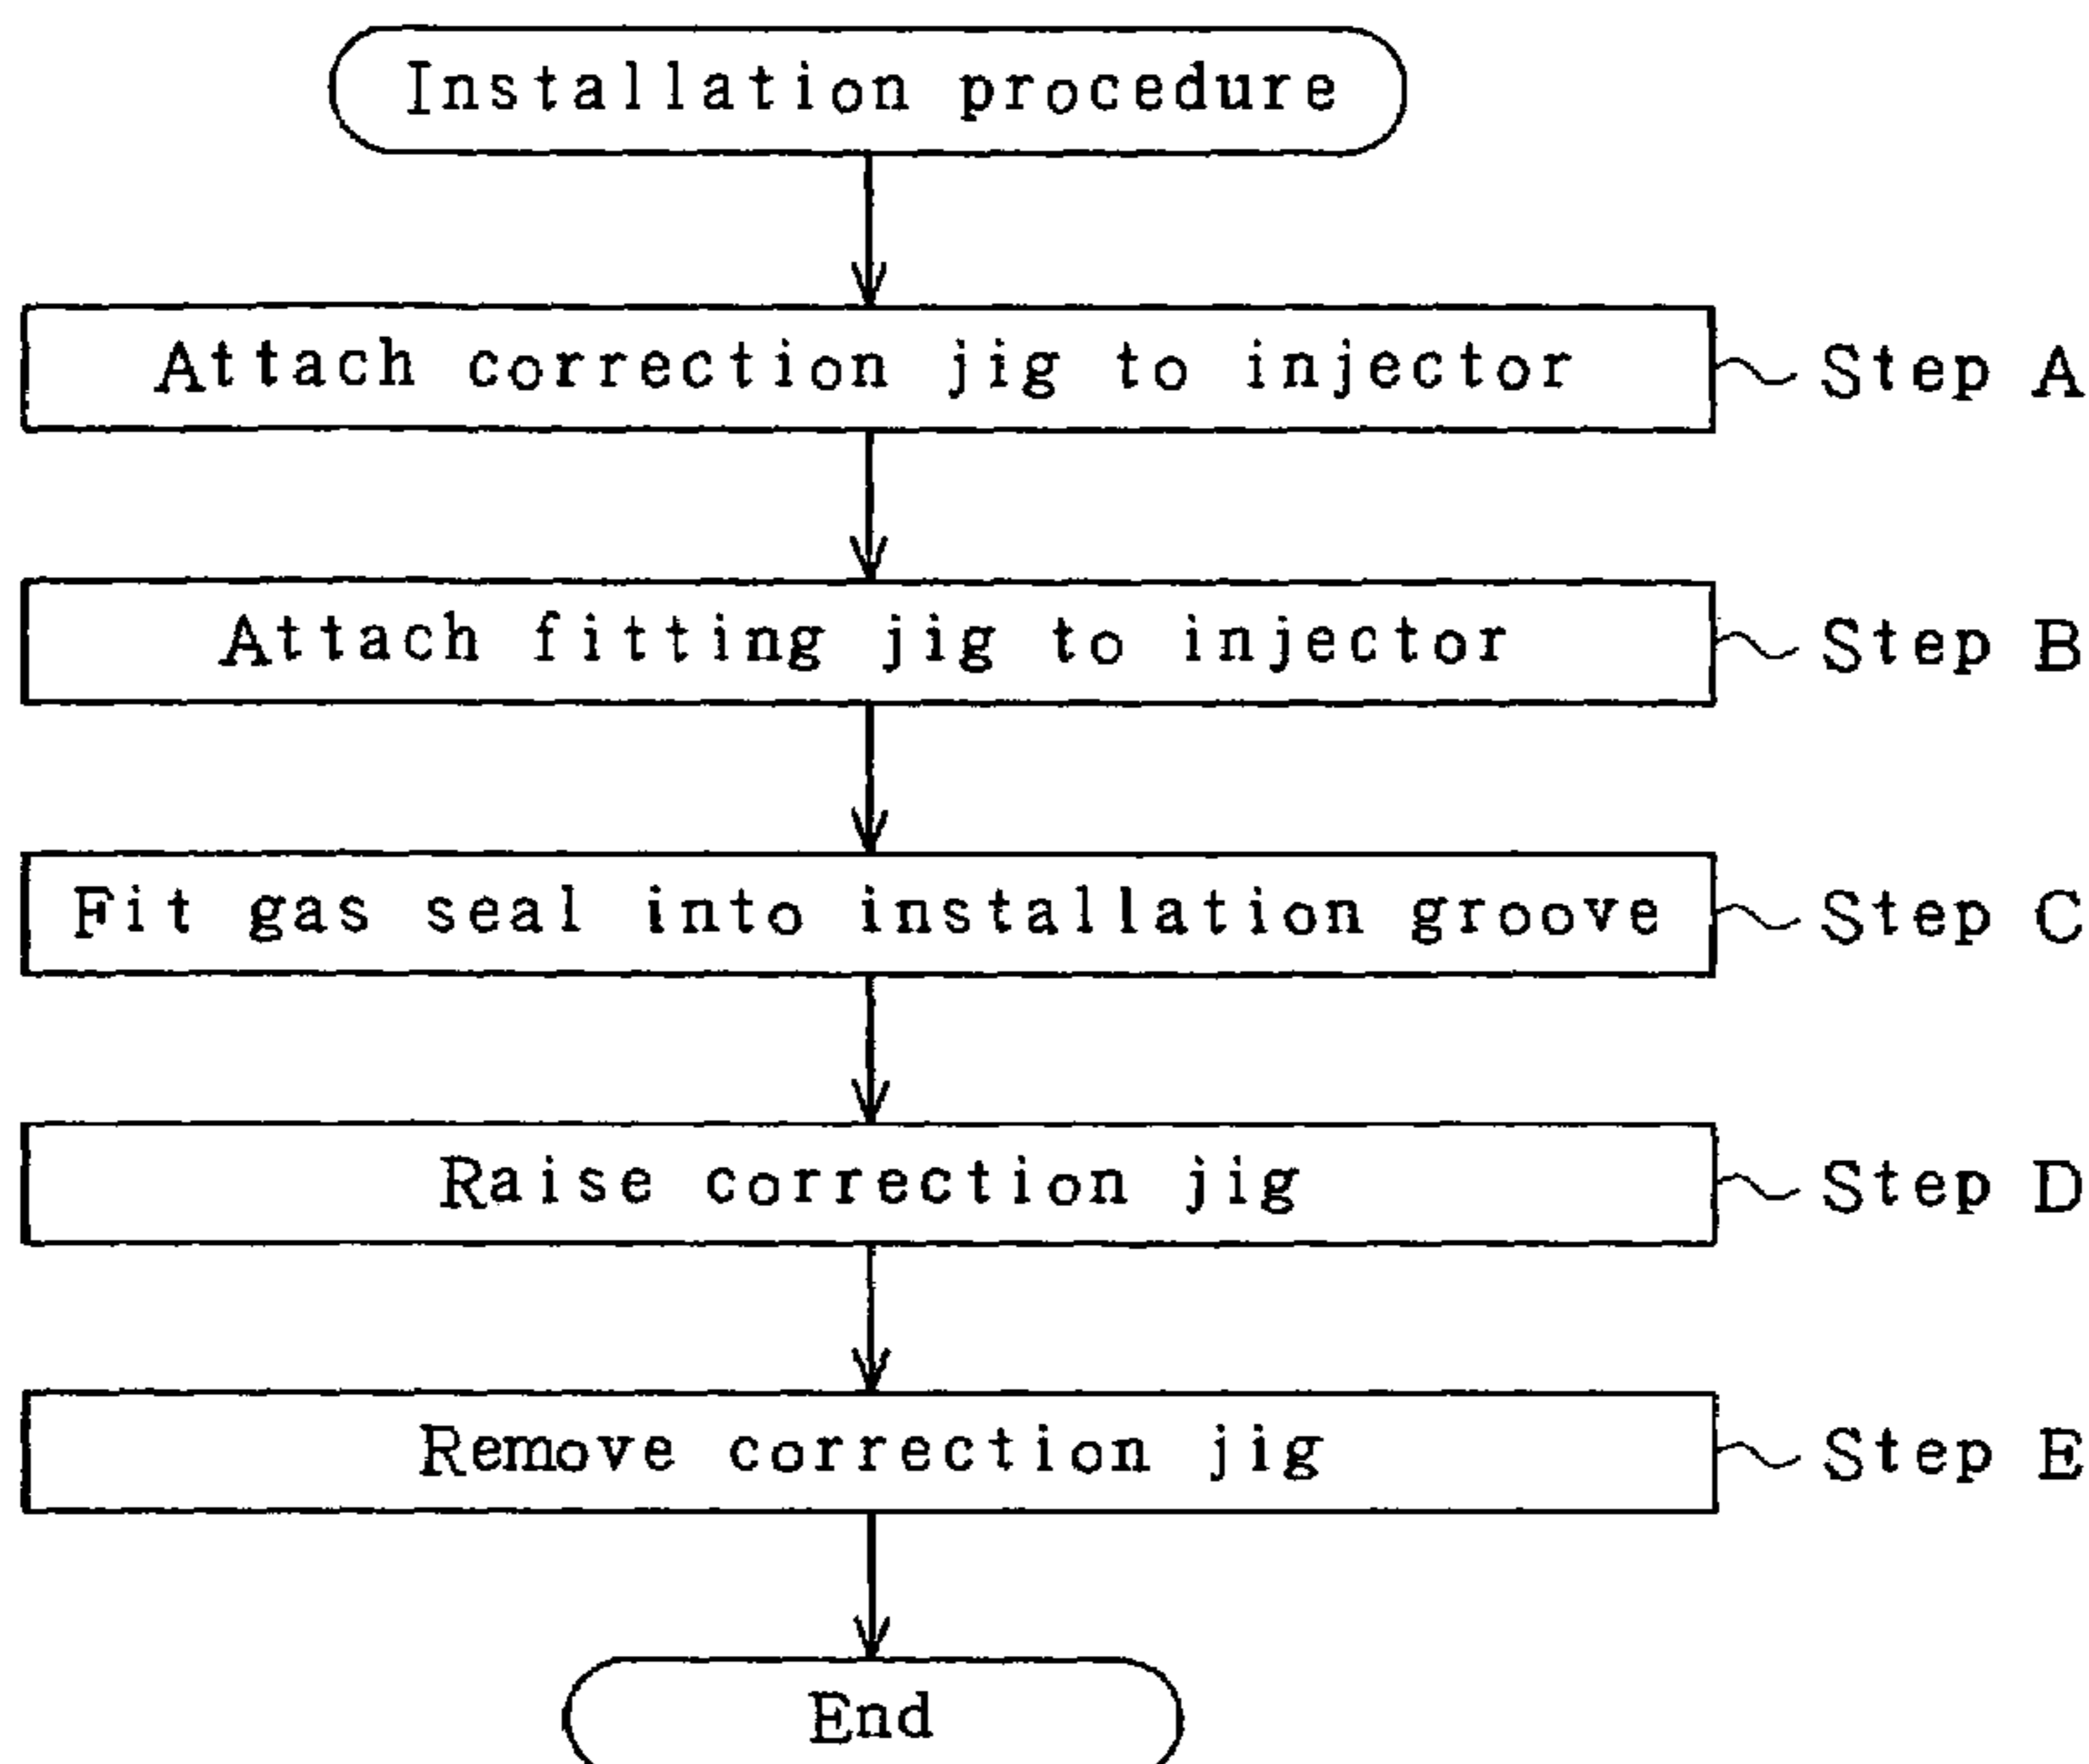 Installation procedure
Attach correction jig to injector
Step A
Attach fitting jig to injector
Step B
Fit gas seal into installation groove
Step C
Raise correction jig
Step D
Remove correction jig
Step E
End